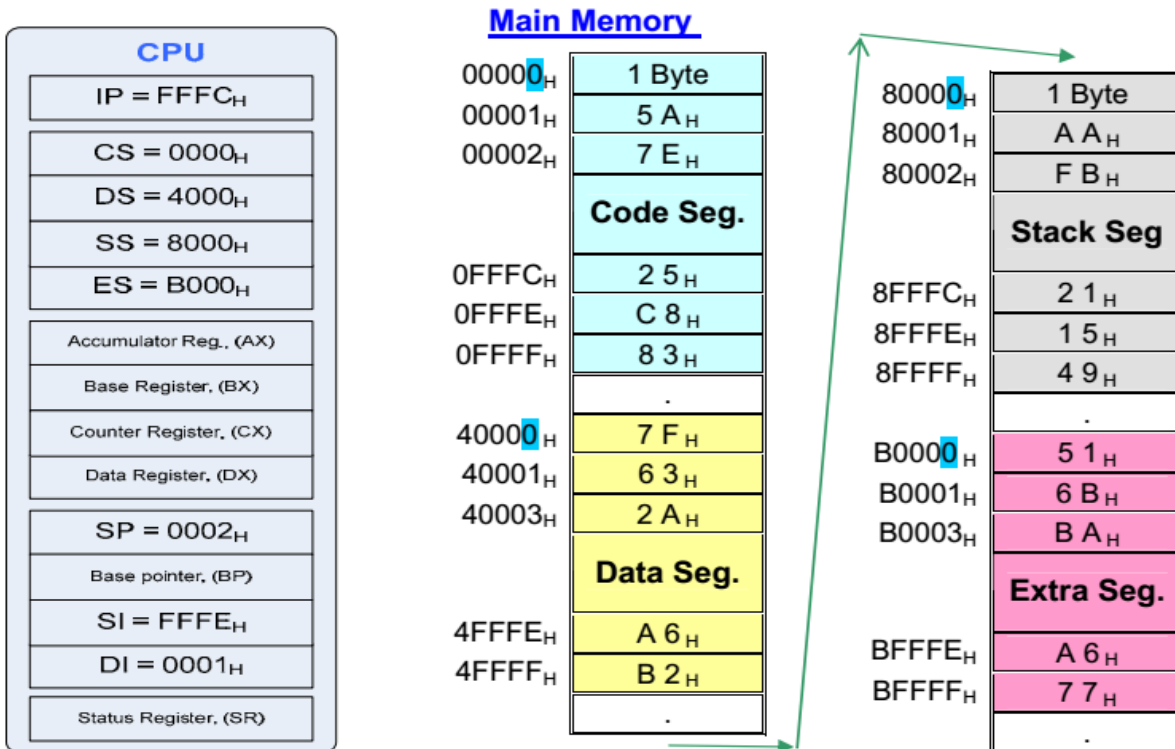 CPU
IP = FFFCH
CS = 0000H
DS = 4000H
SS = 8000H
ES = B000H
Accumulator Reg., (AX)
Base Register, (BX)
Counter Register, (CX)
Data Register, (DX)
SP = 0002H
Base pointer, (BP)
SI = FFFEH
DI = 0001H
Status Register, (SR)
Main Memory
00000H 1 Byte
00001H 5 AH
00002H 7 EH
Code Seg.
0FFFCH 2 5H
0FFFEH C 8H
0FFFFH 8 3H
.
40000 H 7 FH
40001H 6 3H
40003H 2 AH
Data Seg.
4FFFEH A 6H
4FFFFH B 2H
.
80000H 1 Byte
80001H A AH
80002H F BH
Stack Seg
8FFFCH 2 1H
8FFFEH 1 5H
8FFFFH 4 9H
.
B0000 H 5 1H
B0001H 6 BH
B0003H B AH
Extra Seg.
BFFFEH A 6H
BFFFFH 7 7H
.